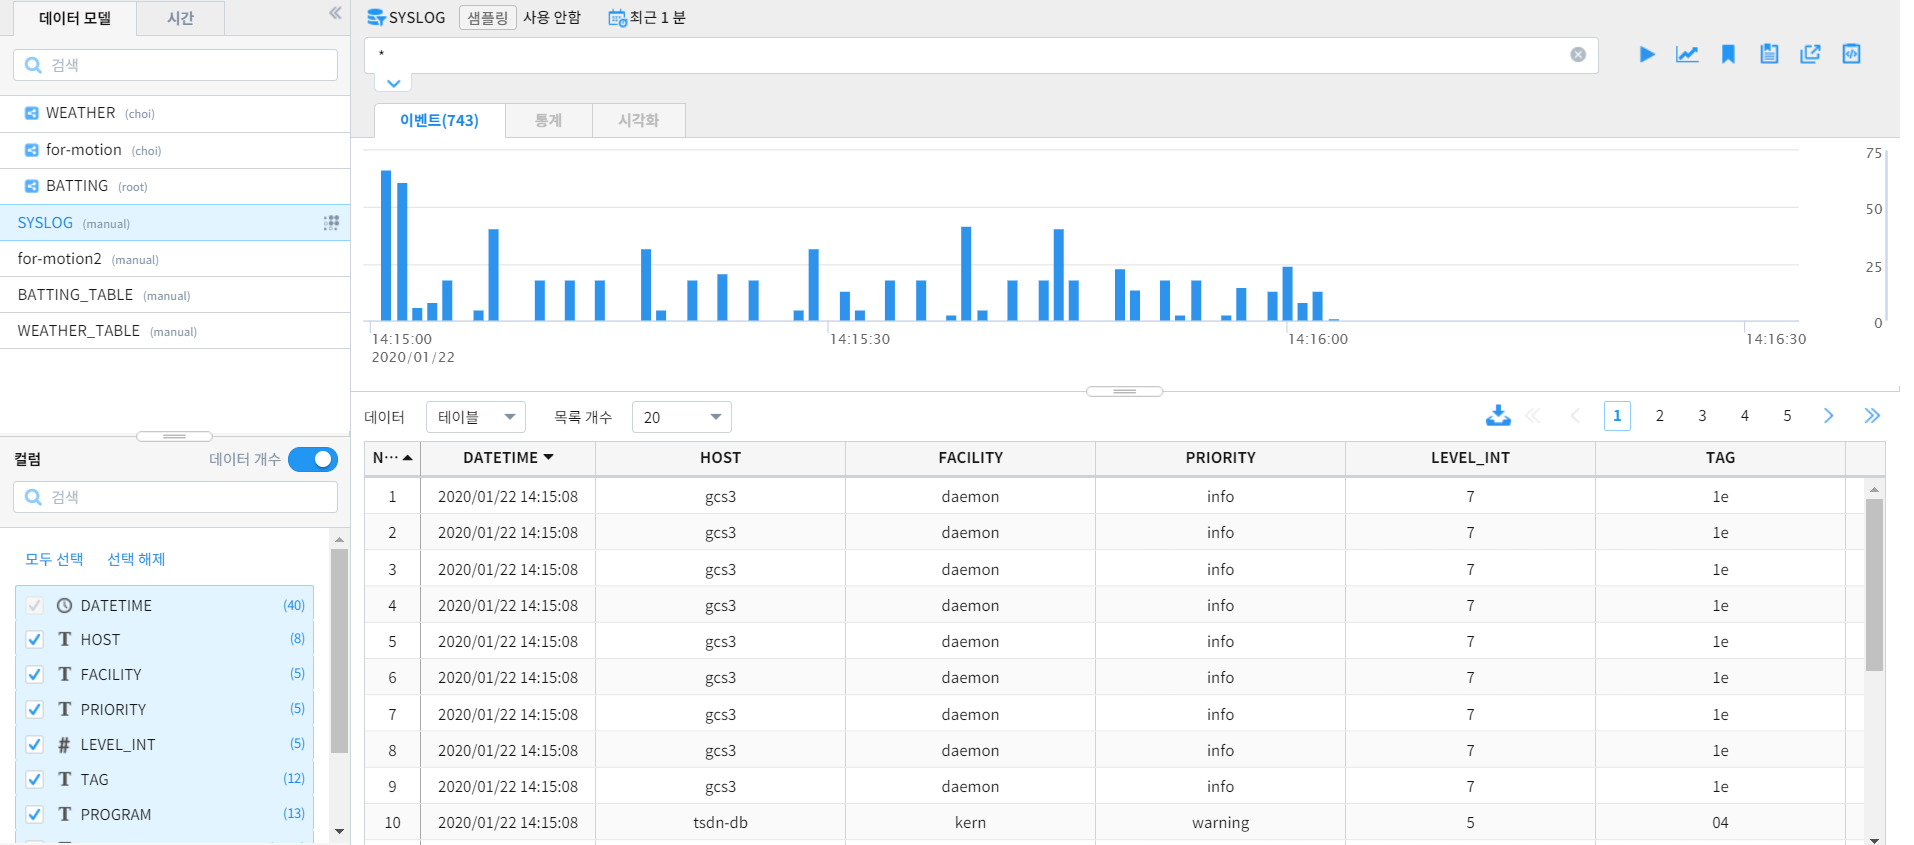 데이터 모델
시간
검색
WEATHER (choi)
for-motion (choi)
BATTING (root)
SYSLOG (manual)
for-motion2 (manual)
BATTING_TABLE (manual)
WEATHER_TABLE (manual)
컬럼
데이터 개수
검색
모두 선택 선택 해제
DATETIME (40)
HOST (8)
FACILITY (5)
PRIORITY (5)
LEVEL_INT (5)
TAG (12)
PROGRAM (13)
SYSLOG 샘플링 사용 안함 최근 1 분
*
이벤트(743) 통계 시각화
75
50
25
0
14:15:00 14:15:30 14:16:00 14:16:30
2020/01/22
데이터 테이블 목록 개수 20 1 2 3 4 5
N··· DATETIME HOST FACILITY PRIORITY LEVEL_INT TAG
1 2020/01/22 14:15:08 gcs3 daemon info 7 1e
2 2020/01/22 14:15:08 gcs3 daemon info 7 1e
3 2020/01/22 14:15:08 gcs3 daemon info 7 1e
4 2020/01/22 14:15:08 gcs3 daemon info 7 1e
5 2020/01/22 14:15:08 gcs3 daemon info 7 1e
6 2020/01/22 14:15:08 gcs3 daemon info 7 1e
7 2020/01/22 14:15:08 gcs3 daemon info 7 1e
8 2020/01/22 14:15:08 gcs3 daemon info 7 1e
9 2020/01/22 14:15:08 gcs3 daemon info 7 1e
10 2020/01/22 14:15:08 tsdn-db kern warning 5 04